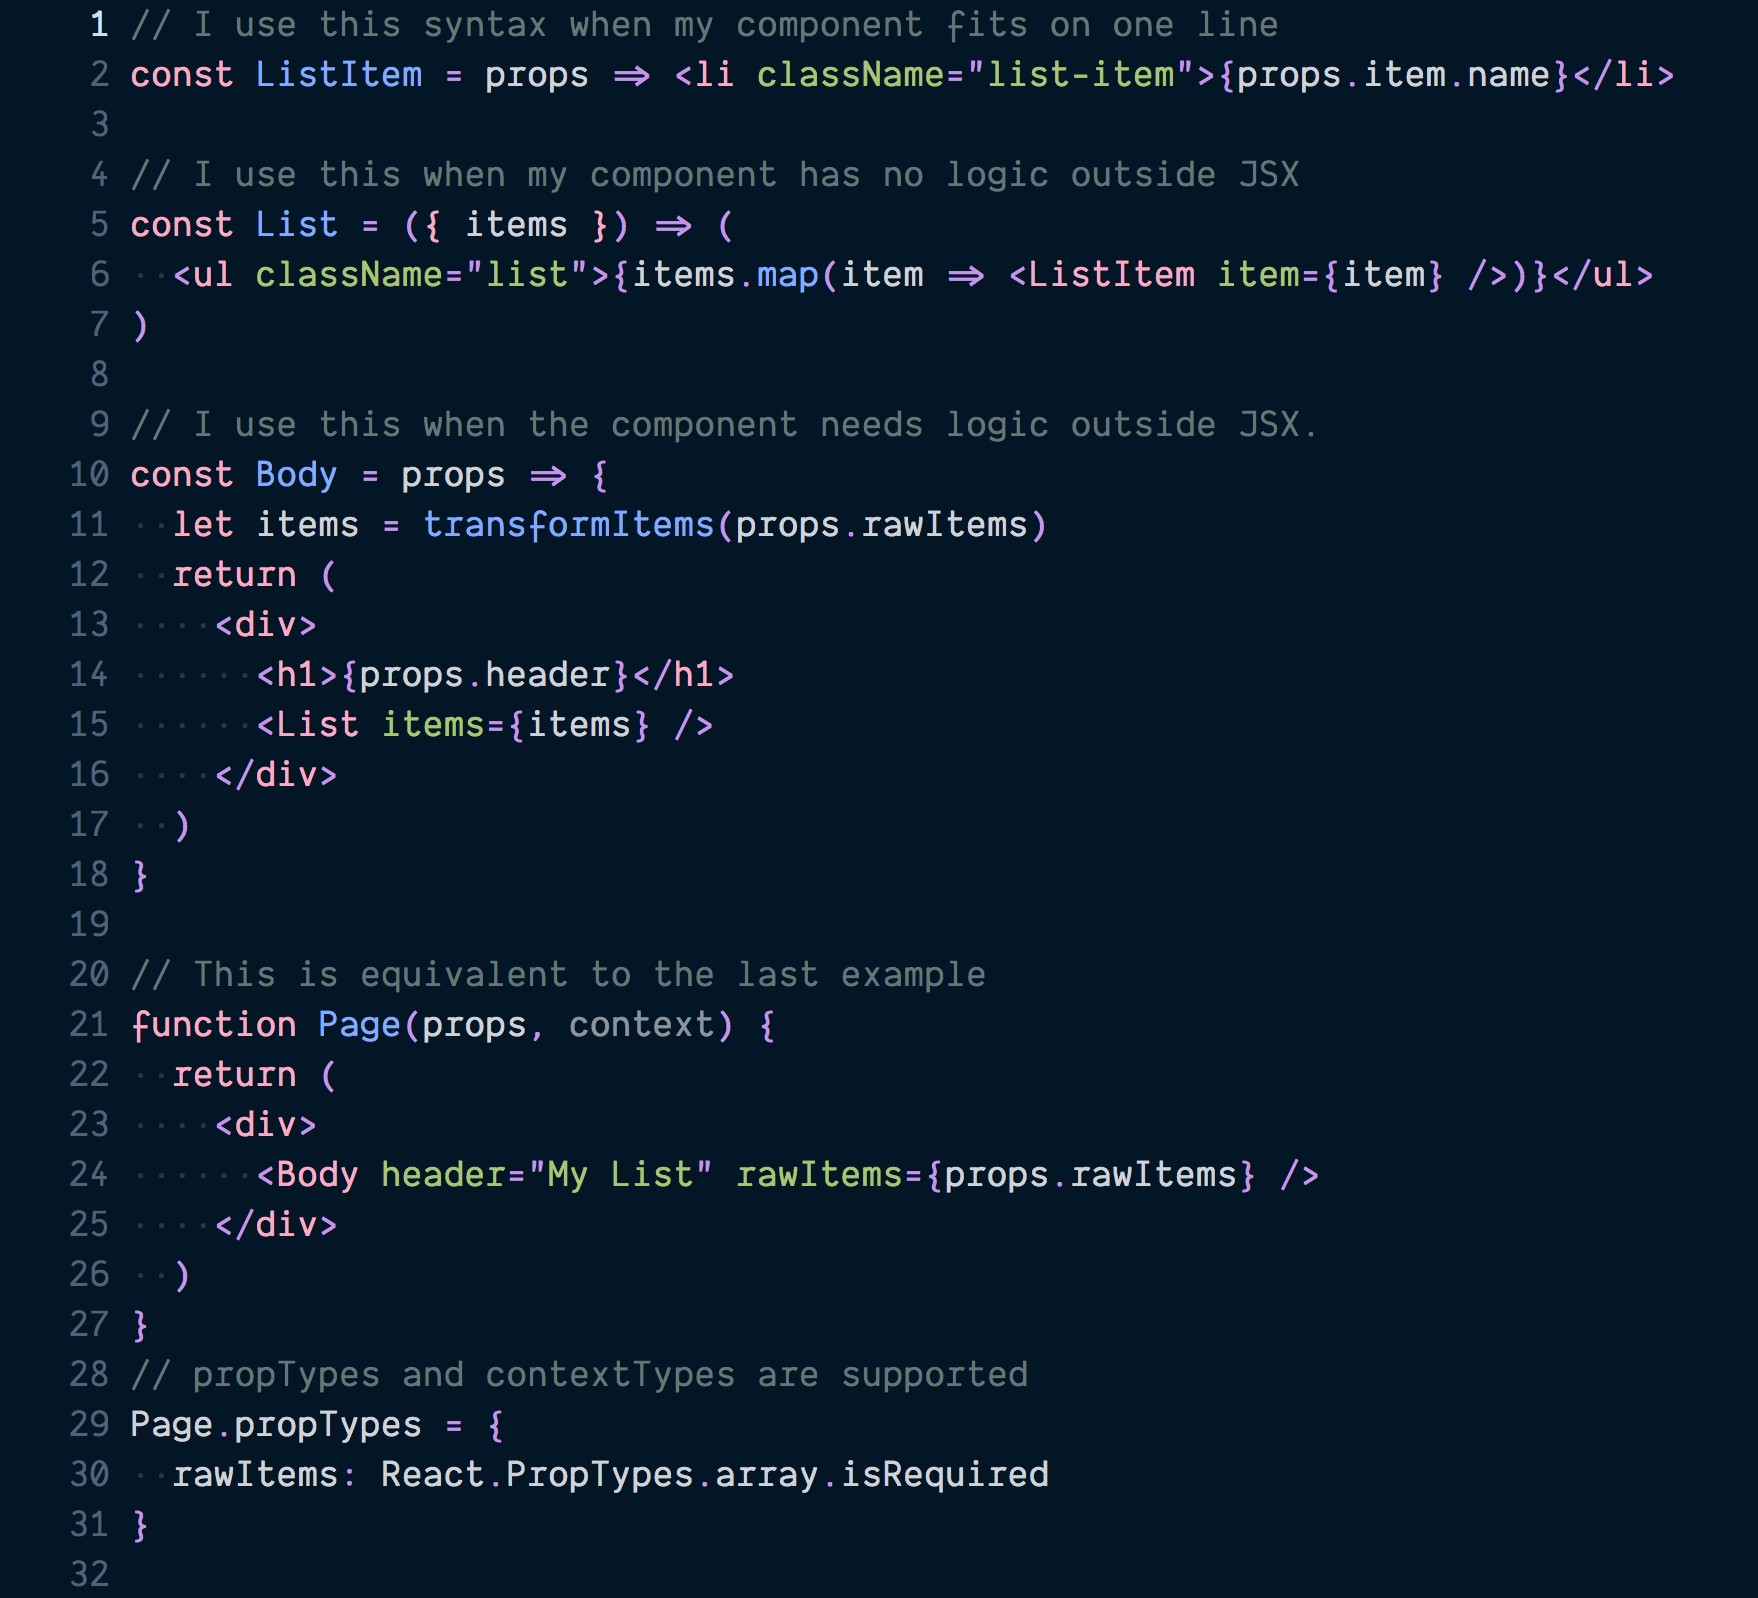 1 // I use this syntax when my component fits on one line
2 const ListItem = props => <li className="list-item">{props.item.name}</li>
3
4 // I use this when my component has no logic outside JSX
5 const List = ({ items }) => (
6 ··<ul className="list">{items.map(item => <ListItem item={item} />)}</ul>
7 )
8
9 // I use this when the component needs logic outside JSX.
10 const Body = props => {
11 ··let items = transformItems(props.rawItems)
12 ··return (
13 ····<div>
14 ······<h1>{props.header}</h1>
15 ······<List items={items} />
16 ····</div>
17 ··)
18 }
19
20 // This is equivalent to the last example
21 function Page(props, context) {
22 ··return (
23 ····<div>
24 ······<Body header="My List" rawItems={props.rawItems} />
25 ····</div>
26 ··)
27 }
28 // propTypes and contextTypes are supported
29 Page.propTypes = {
30 ··rawItems: React.PropTypes.array.isRequired
31 }
32